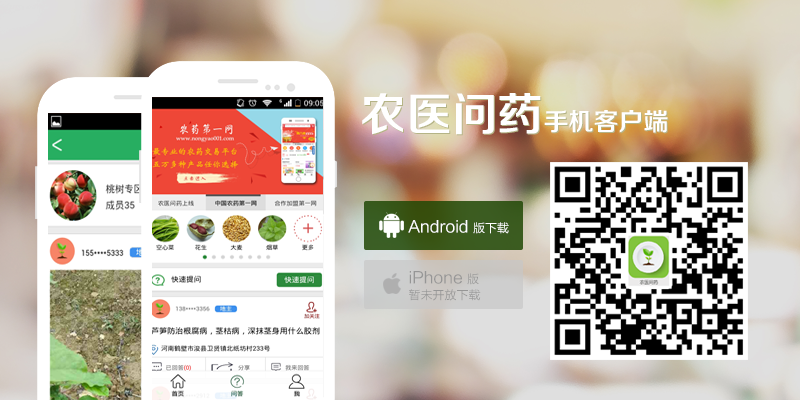 农医问药手机客户端
Android 版下载
iPhone 版
暂未开放下载
农医问药
桃树专区
成员35
155••••5333
09:05
农药第一网
www.nongyao001.com
最专业的农药交易平台
五万多种产品任你选择
点击进入
农医问药上线 中国农药第一网 合作加盟第一网
空心菜 花生 大麦 烟草 更多
快速提问 快速提问
138••••3356 地主
加关注
芦笋防治根腐病，茎枯病，深抹茎身用什么胶剂
河南鹤壁市浚县卫贤镇北纸坊村233号
已回答(0) 分享 效果回答
首页 问答 我